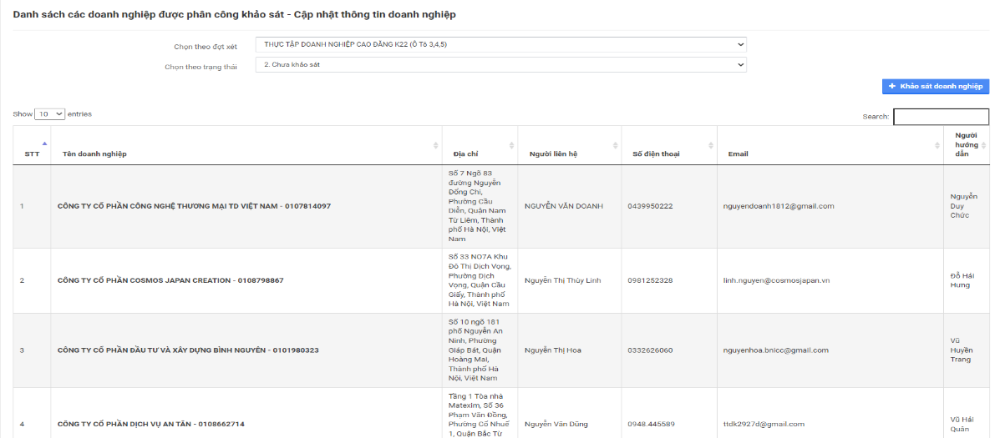 Danh sách các doanh nghiệp được phân công khảo sát - Cập nhật thông tin doanh nghiệp
Chọn theo đợt xét
THỰC TẬP DOANH NGHIỆP CAO ĐẲNG K22 (Ô Tô 3,4,5)
Chọn theo trạng thái
2. Chưa khảo sát
+ Khảo sát doanh nghiệp
Show 10 entries
Search:
STT
Tên doanh nghiệp
Địa chỉ
Người liên hệ
Số điện thoại
Email
Người
hướng
dẫn
1
CÔNG TY CỔ PHẦN CÔNG NGHỆ THƯƠNG MẠI TD VIỆT NAM - 0107814097
Số 7 Ngõ 83
đường Nguyễn
Đổng Chi,
Phường Cầu
Diễn, Quận Nam
Từ Liêm, Thành
phố Hà Nội, Việt
Nam
NGUYỄN VĂN DOANH
0439950222
nguyendoanh1812@gmail.com
Nguyễn
Duy
Chức
2
CÔNG TY CỔ PHẦN COSMOS JAPAN CREATION - 0108798867
Số 33 NO7A Khu
Đô Thị Dịch Vọng,
Phường Dịch
Vọng, Quận Cầu
Giấy, Thành phố
Hà Nội, Việt Nam
Nguyễn Thị Thùy Linh
0981252328
linh.nguyen@cosmosjapan.vn
Đỗ Hải
Hưng
3
CÔNG TY CỔ PHẦN ĐẦU TƯ VÀ XÂY DỰNG BÌNH NGUYÊN - 0101980323
Số 10 ngõ 181
phố Nguyễn An
Ninh, Phường
Giáp Bát, Quận
Hoàng Mai,
Thành phố Hà
Nội, Việt Nam
Nguyễn Thị Hoa
0332626060
nguyenhoa.bnicc@gmail.com
Vũ
Huyền
Trang
4
CÔNG TY CỔ PHẦN DỊCH VỤ AN TÂN - 0108662714
Tầng 1 Tòa nhà
Matexim, Số 36
Phạm Văn Đồng,
Phường Cổ Nhuế
1, Quận Bắc Từ
Nguyễn Văn Dũng
0948.445589
ttdk2927d@gmail.com
Vũ Hải
Quân